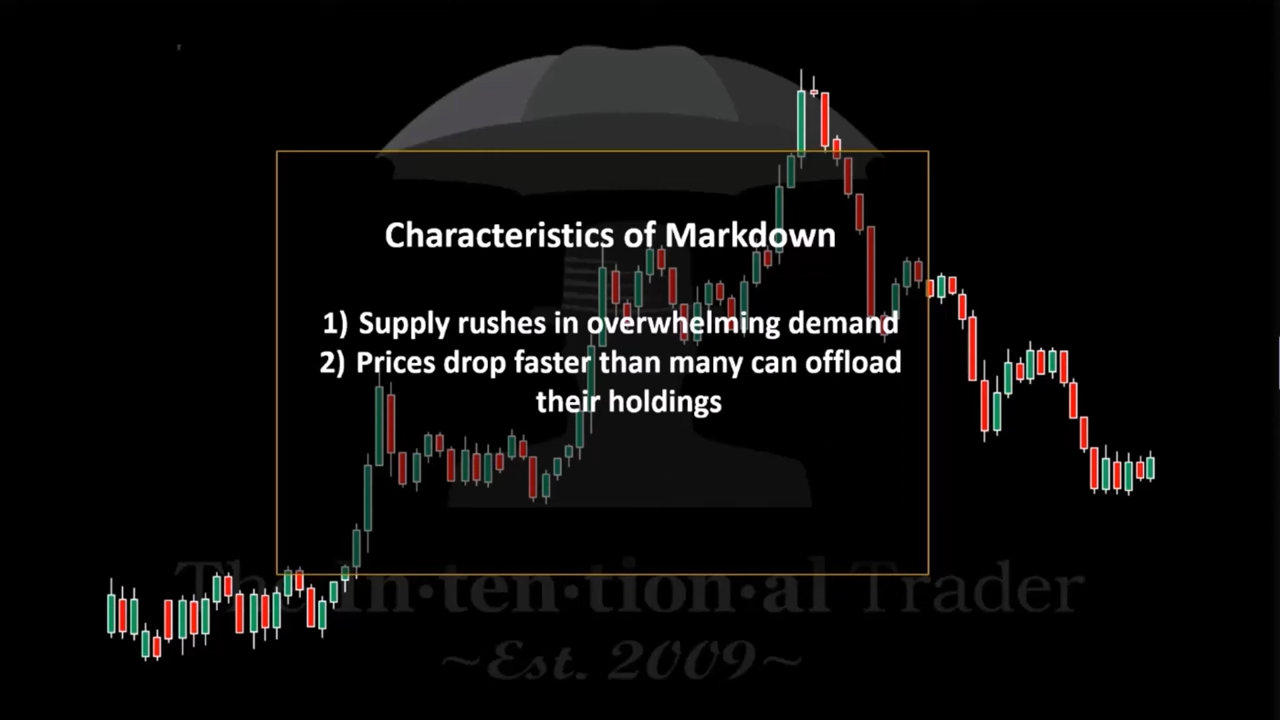 Characteristics of Markdown
1) Supply rushes in overwhelming demand
2) Prices drop faster than many can offload
their holdings
The In·ten·tion·al Trader
~Est. 2009~